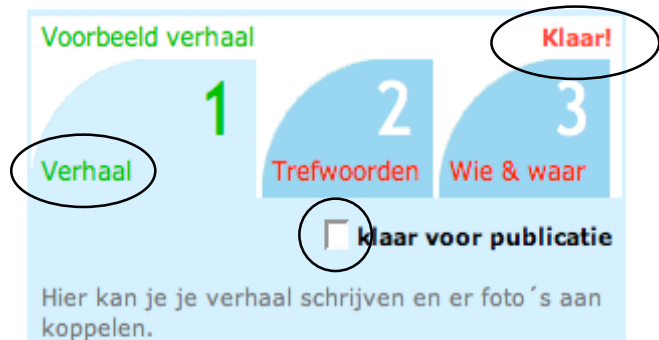 Voorbeeld verhaal Klaar!
1 2 3
Verhaal Trefwoorden Wie & waar
klaar voor publicatie
Hier kan je je verhaal schrijven en er foto´s aan
koppelen.